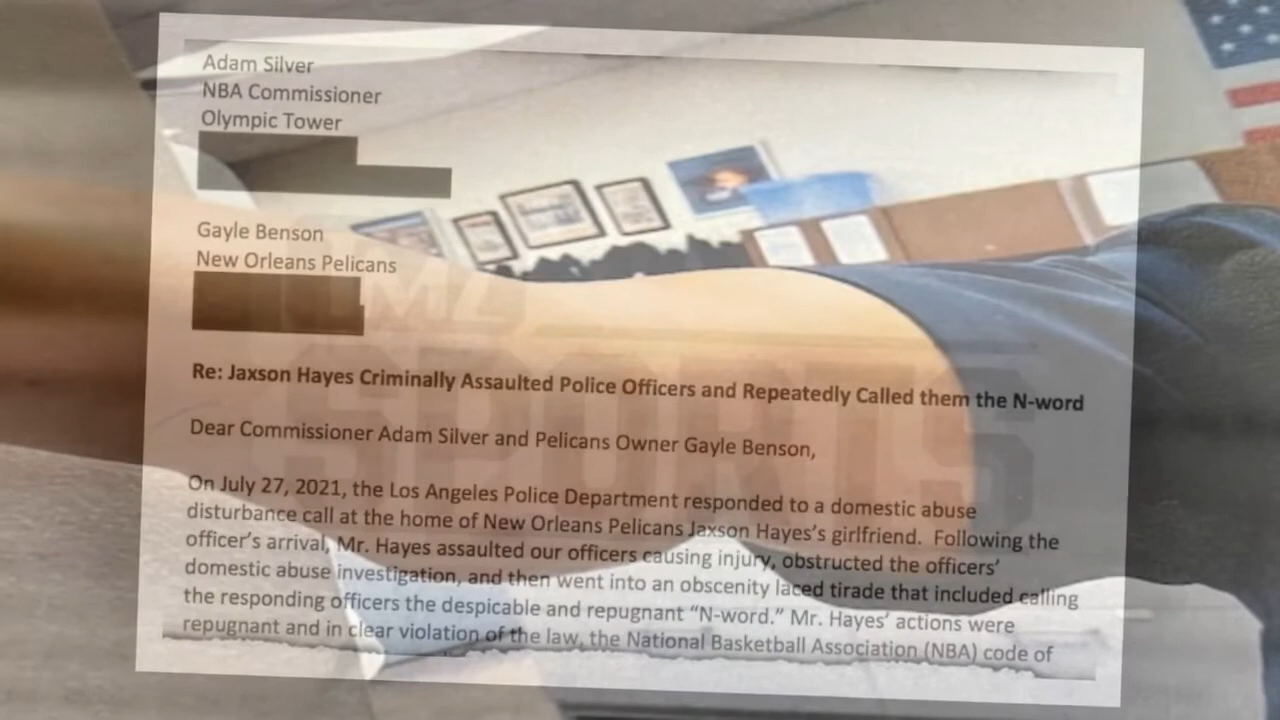 Adam Silver
NBA Commissioner
Olympic Tower
Gayle Benson
New Orleans Pelicans
TMZ
SPORTS
Re: Jaxson Hayes Criminally Assaulted Police Officers and Repeatedly Called them the N-word
Dear Commissioner Adam Silver and Pelicans Owner Gayle Benson,
On July 27, 2021, the Los Angeles Police Department responded to a domestic abuse
disturbance call at the home of New Orleans Pelicans Jaxson Hayes's girlfriend. Following the
officer's arrival, Mr. Hayes assaulted our officers causing injury, obstructed the officers'
domestic abuse investigation, and then went into an obscenity laced tirade that included calling
the responding officers the despicable and repugnant "N-word." Mr. Hayes' actions were
repugnant and in clear violation of the law, the National Basketball Association (NBA) code of